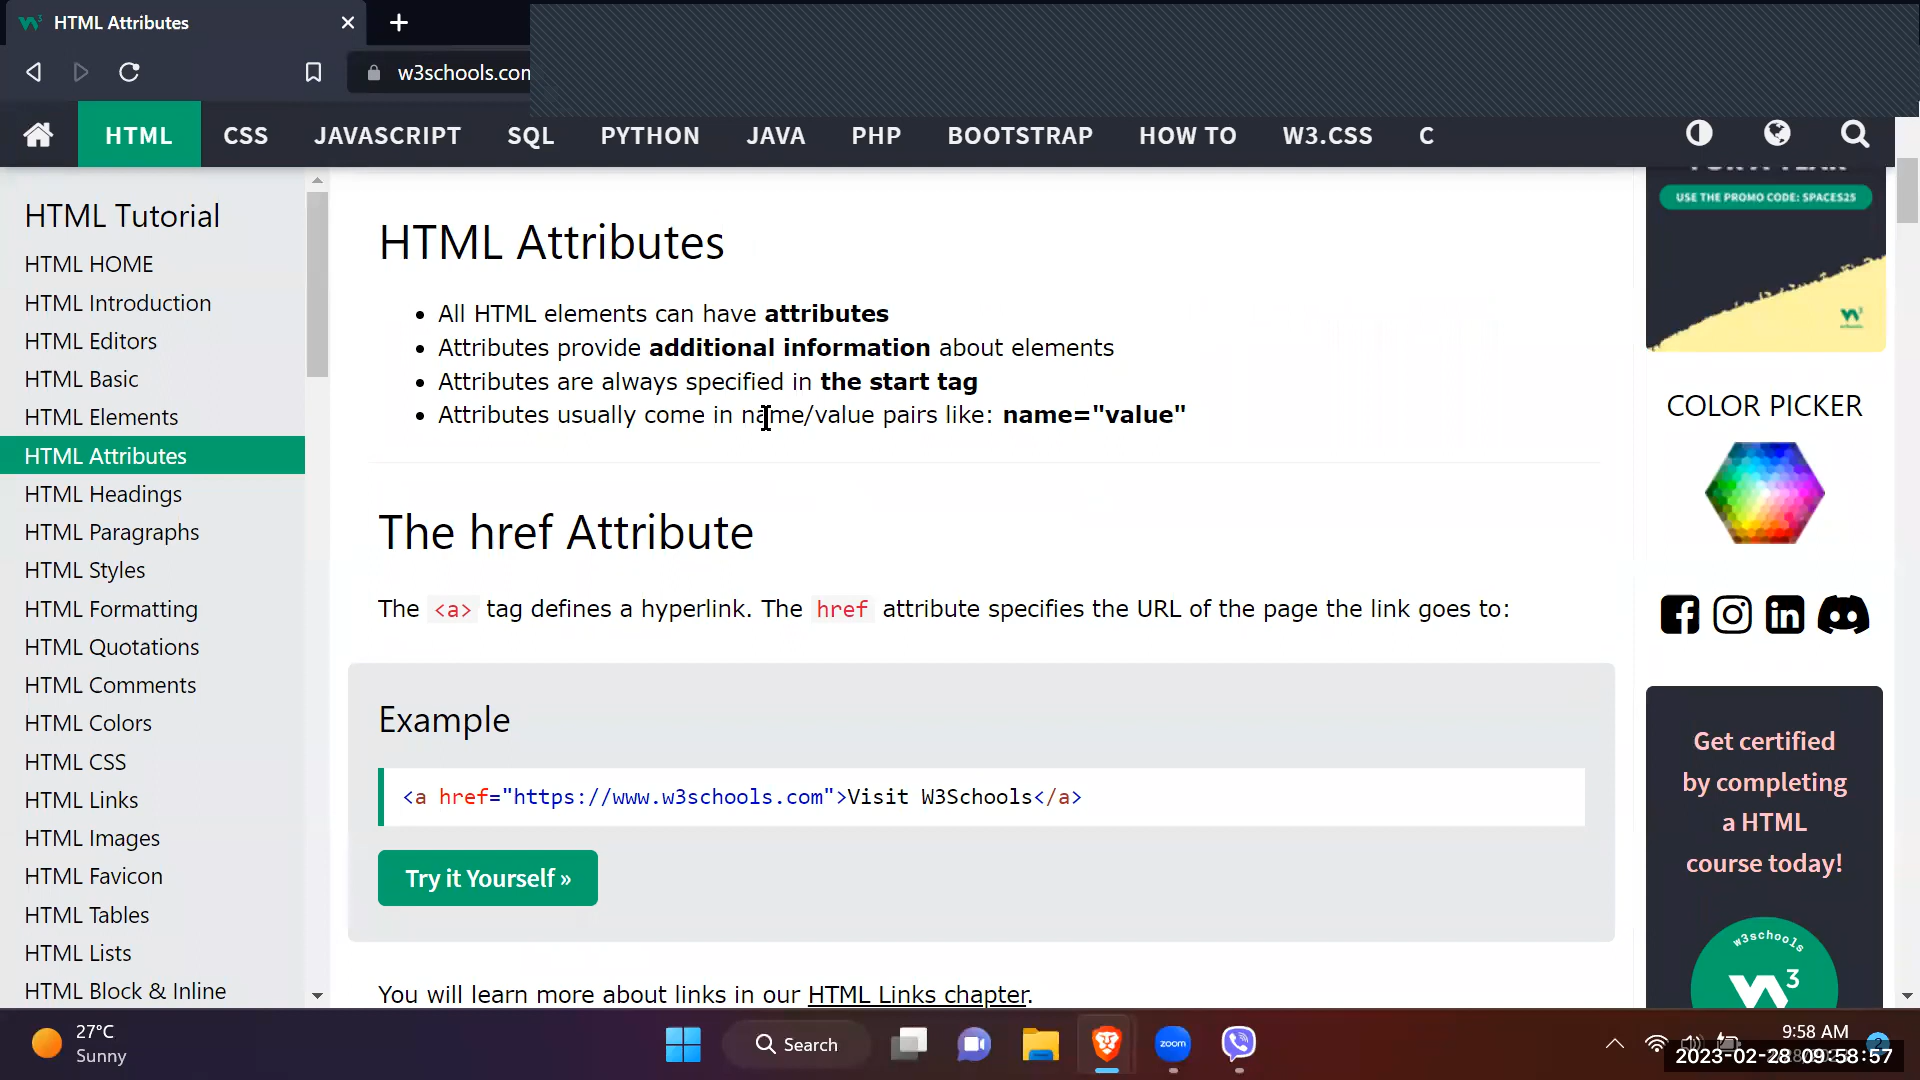 HTML Attributes
w3schools.com
HTML
CSS
JAVASCRIPT
SQL
PYTHON
JAVA
PHP
BOOTSTRAP
HOW TO
W3.CSS
C
HTML Tutorial
HTML HOME
HTML Introduction
HTML Editors
HTML Basic
HTML Elements
HTML Attributes
HTML Headings
HTML Paragraphs
HTML Styles
HTML Formatting
HTML Quotations
HTML Comments
HTML Colors
HTML CSS
HTML Links
HTML Images
HTML Favicon
HTML Tables
HTML Lists
HTML Block & Inline
HTML Attributes
All HTML elements can have attributes
Attributes provide additional information about elements
Attributes are always specified in the start tag
Attributes usually come in name/value pairs like: name="value"
The href Attribute
The <a> tag defines a hyperlink. The href attribute specifies the URL of the page the link goes to:
Example
<a href="https://www.w3schools.com">Visit W3Schools</a>
Try it Yourself »
You will learn more about links in our HTML Links chapter.
USE THE PROMO CODE: SPACES25
COLOR PICKER
Get certified
by completing
a HTML
course today!
w3schools
27°C
Sunny
Search
zoom
9:58 AM
2
2023-02-28 09:58:57